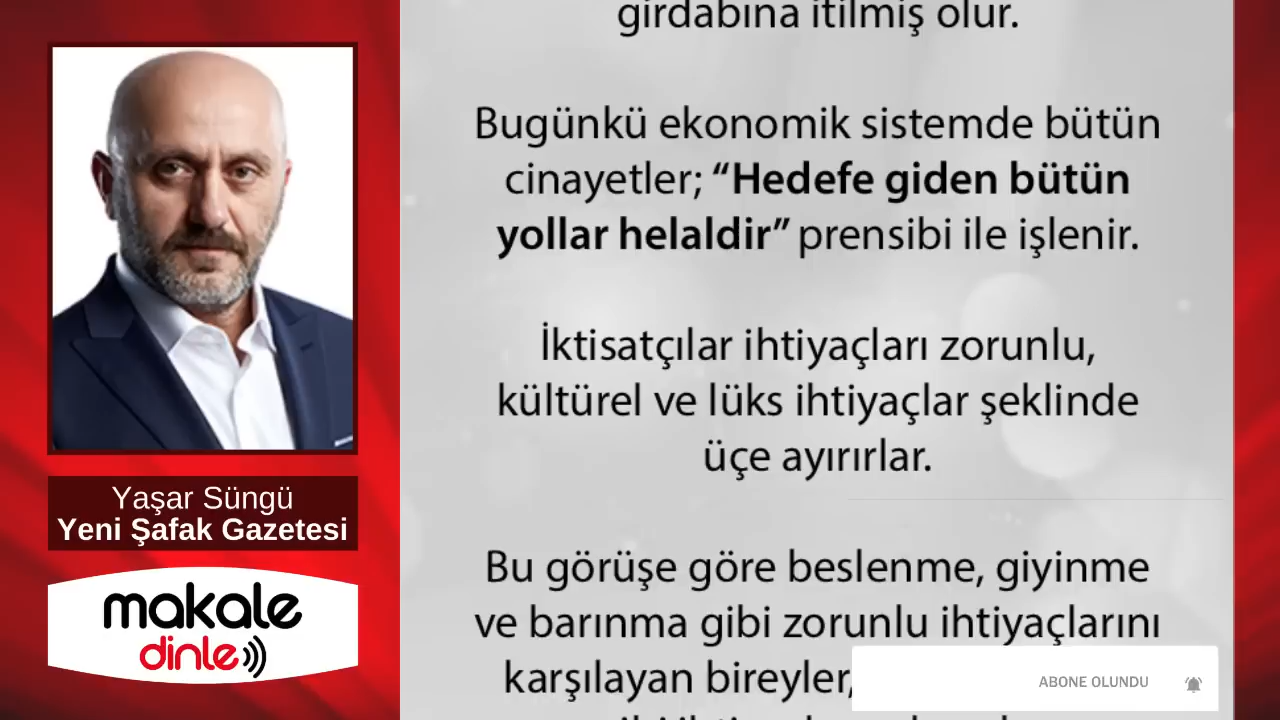 girdabına itilmiş olur.
Bugünkü ekonomik sistemde bütün
cinayetler; “Hedefe giden bütün
yollar helaldir” prensibi ile işlenir.
İktisatçılar ihtiyaçları zorunlu,
kültürel ve lüks ihtiyaçlar şeklinde
üçe ayırırlar.
Bu görüşe göre beslenme, giyinme
ve barınma gibi zorunlu ihtiyaçlarını
karşılayan bireyler,
Yaşar Süngü
Yeni Şafak Gazetesi
makale
dinle
ABONE OLUNDU